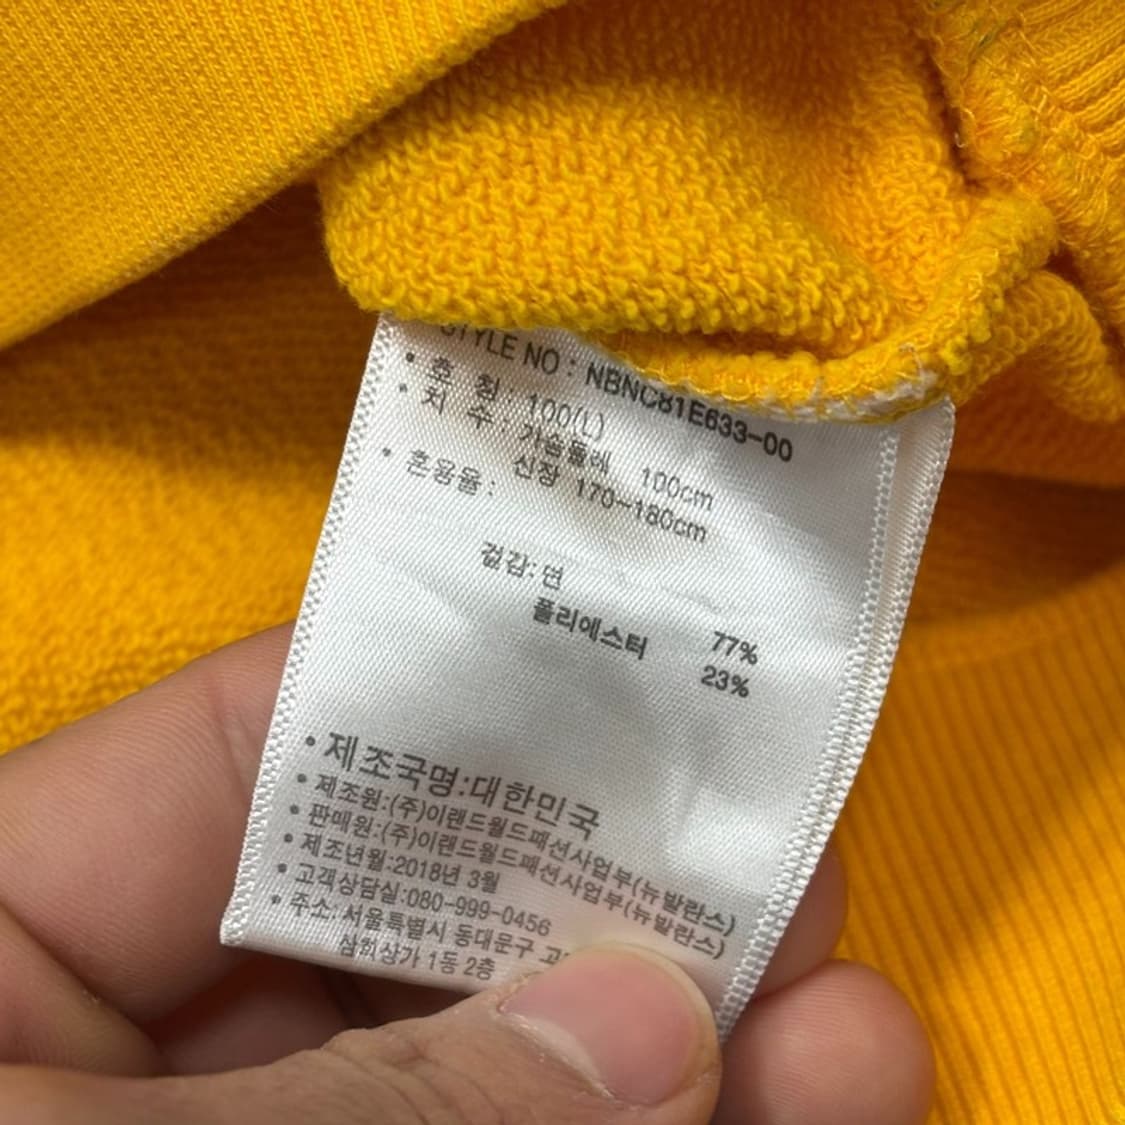 STYLE NO : NBNC81E633-00
• 호 칭 : 100(L)
• 치 수 : 가슴둘레 100cm
신장 170~180cm
• 혼용율 :
겉감: 면 77%
폴리에스터 23%
• 제조국명:대한민국
• 제조원:(주)이랜드월드패션사업부(뉴발란스)
• 판매원:(주)이랜드월드패션사업부(뉴발란스)
• 제조년월:2018년 3월
• 고객상담실:080-999-0456
• 주소: 서울특별시 동대문구
상가 1동 2층